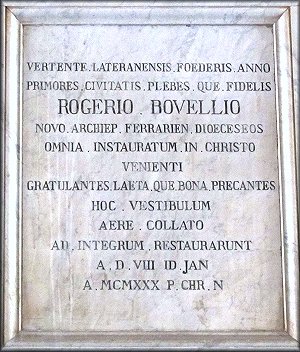 VERTENTE . LATERANENSIS . FOEDERIS . ANNO
PRIMORES . CIVITATIS . PLEBES . QUE . FIDELIS
ROGERIO . BOVELLIO
NOVO . ARCHIEP . FERRARIEN . DIOECESEOS
OMNIA . INSTAURATUM . IN . CHRISTO
VENIENTI
GRATULANTES . LAETA . QUE . BONA . PRECANTES
HOC . VESTIBULUM
AERE . COLLATO
AD . INTEGRUM . RESTAURARUNT
A . D . VIII ID . JAN
A . MCMXXX P . CHR . N